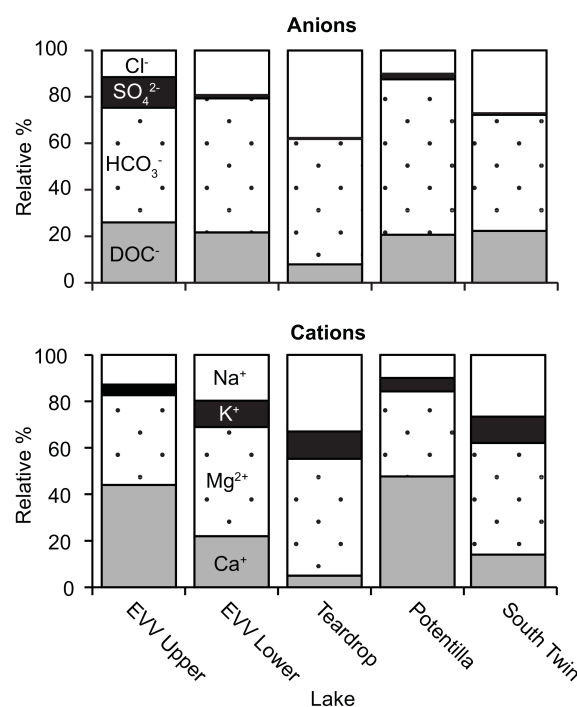 Anions
Relative %
100
80
60
40
20
0
Cl-
SO₄²⁻
HCO₃⁻
DOC⁻
Cations
Relative %
100
80
60
40
20
0
Na⁺
K⁺
Mg²⁺
Ca⁺
EVV Upper
EVV Lower
Teardrop
Potentilla
South Twin
Lake